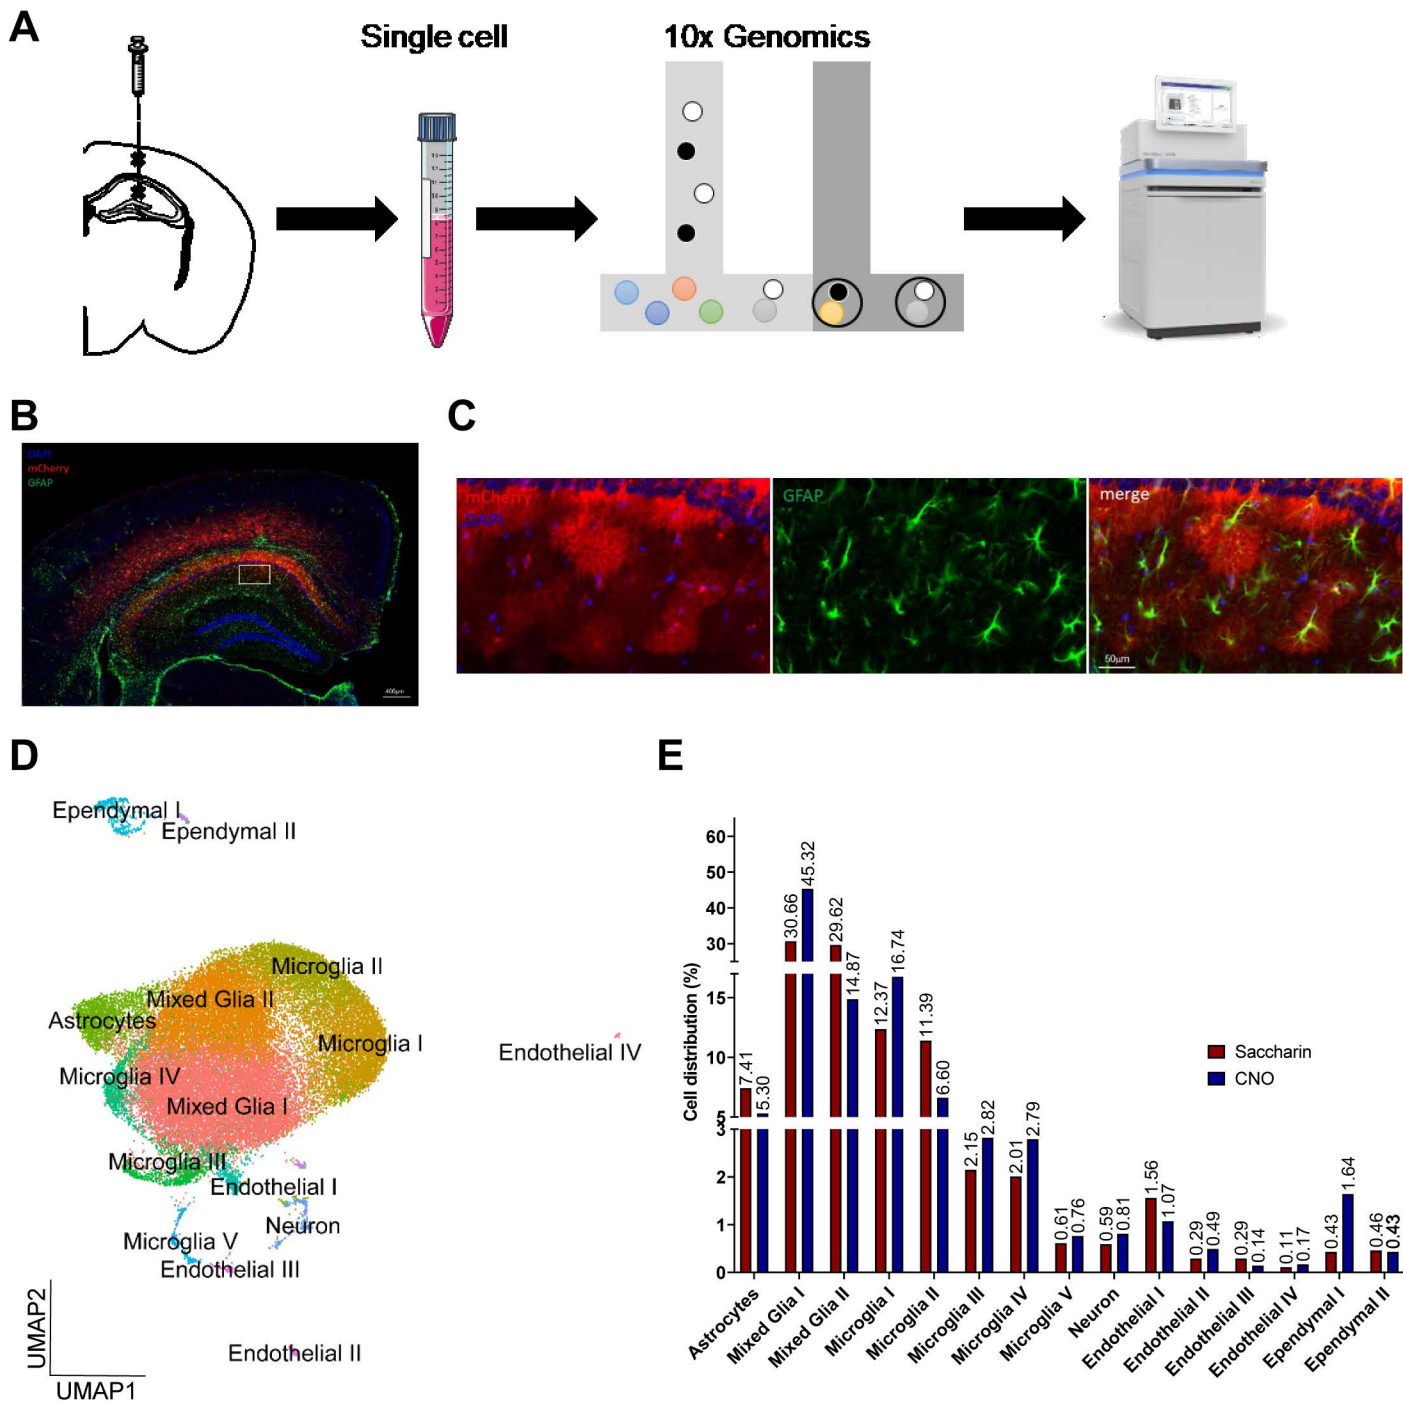 A
Single cell
10x Genomics
B
DAPI
mCherry
GFAP
400μm
C
mCherry
DAPI
GFAP
merge
50μm
D
Ependymal I
Ependymal II
Microglia II
Mixed Glia II
Astrocytes
Microglia I
Endothelial IV
Microglia IV
Mixed Glia I
Microglia III
Endothelial I
Neuron
Microglia V
Endothelial III
Endothelial II
UMAP2
UMAP1
E
Cell distribution (%)
60
50
40
30
15
10
5
3
2
1
0
7.41
5.30
30.66
45.32
29.62
14.87
12.37
16.74
11.39
6.60
2.15
2.82
2.01
2.79
0.61
0.76
0.59
0.81
1.56
1.07
0.29
0.49
0.29
0.14
0.11
0.17
0.43
1.64
0.46
0.43
Saccharin
CNO
Astrocytes
Mixed Glia I
Mixed Glia II
Microglia I
Microglia II
Microglia III
Microglia IV
Microglia V
Neuron
Endothelial I
Endothelial II
Endothelial III
Endothelial IV
Ependymal I
Ependymal II